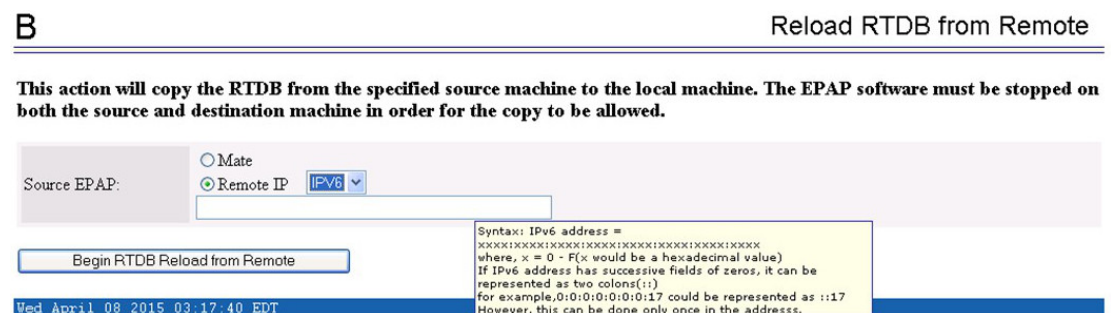 B
Reload RTDB from Remote
This action will copy the RTDB from the specified source machine to the local machine. The EPAP software must be stopped on
both the source and destination machine in order for the copy to be allowed.
Source EPAP:
Mate
Remote IP IPV6
Syntax: IPv6 address =
xxxx:xxxx:xxxx:xxxx:xxxx:xxxx:xxxx:xxxx
where, x = 0 - F(x would be a hexadecimal value)
If IPv6 address has successive fields of zeros, it can be
represented as two colons(::)
for example,0:0:0:0:0:0:0:17 could be represented as ::17
However, this can be done only once in the addresss.
Begin RTDB Reload from Remote
Wed April 08 2015 03:17:40 EDT